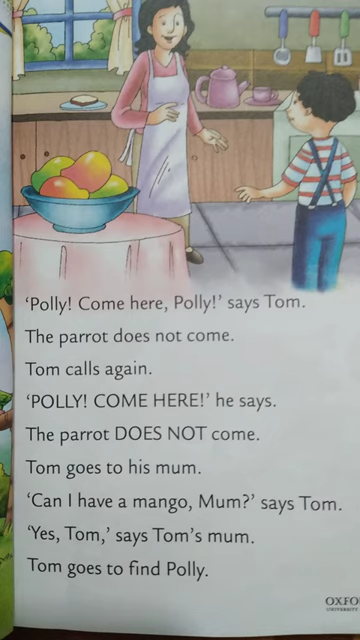 ‘Polly! Come here, Polly!’ says Tom.
The parrot does not come.
Tom calls again.
‘POLLY! COME HERE!’ he says.
The parrot DOES NOT come.
Tom goes to his mum.
‘Can I have a mango, Mum?’ says Tom.
‘Yes, Tom,’ says Tom’s mum.
Tom goes to find Polly.
UNIVERSITY